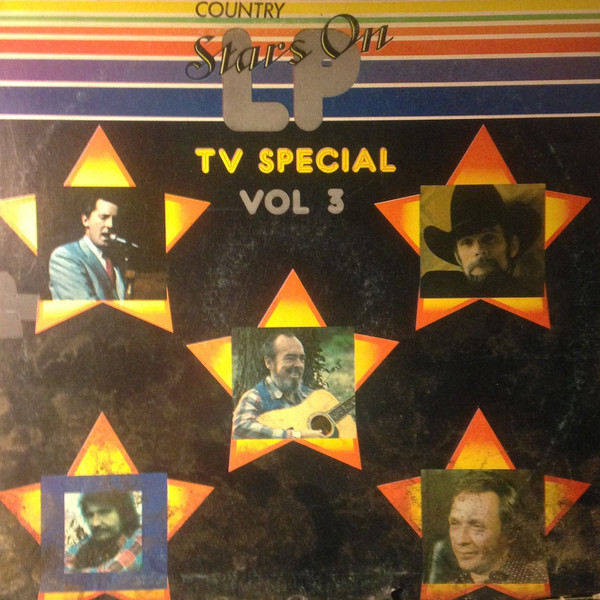 COUNTRY
Stars On
LP
TV SPECIAL
VOL 3